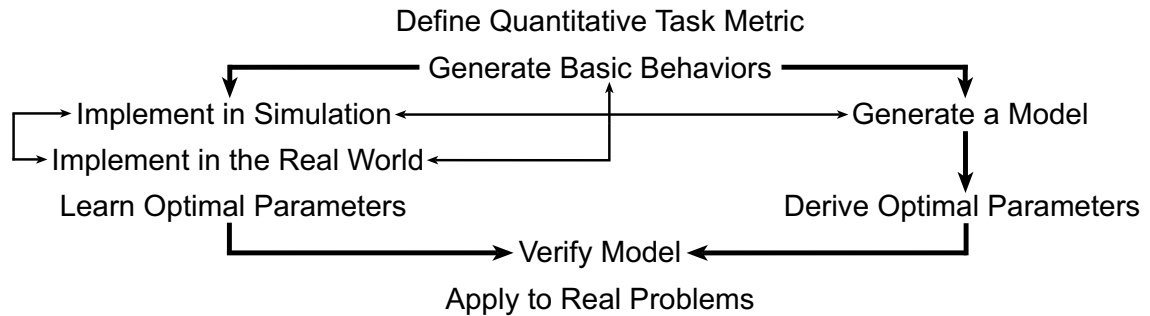 Define Quantitative Task Metric
Generate Basic Behaviors
Implement in Simulation
Generate a Model
Implement in the Real World
Learn Optimal Parameters
Derive Optimal Parameters
Verify Model
Apply to Real Problems